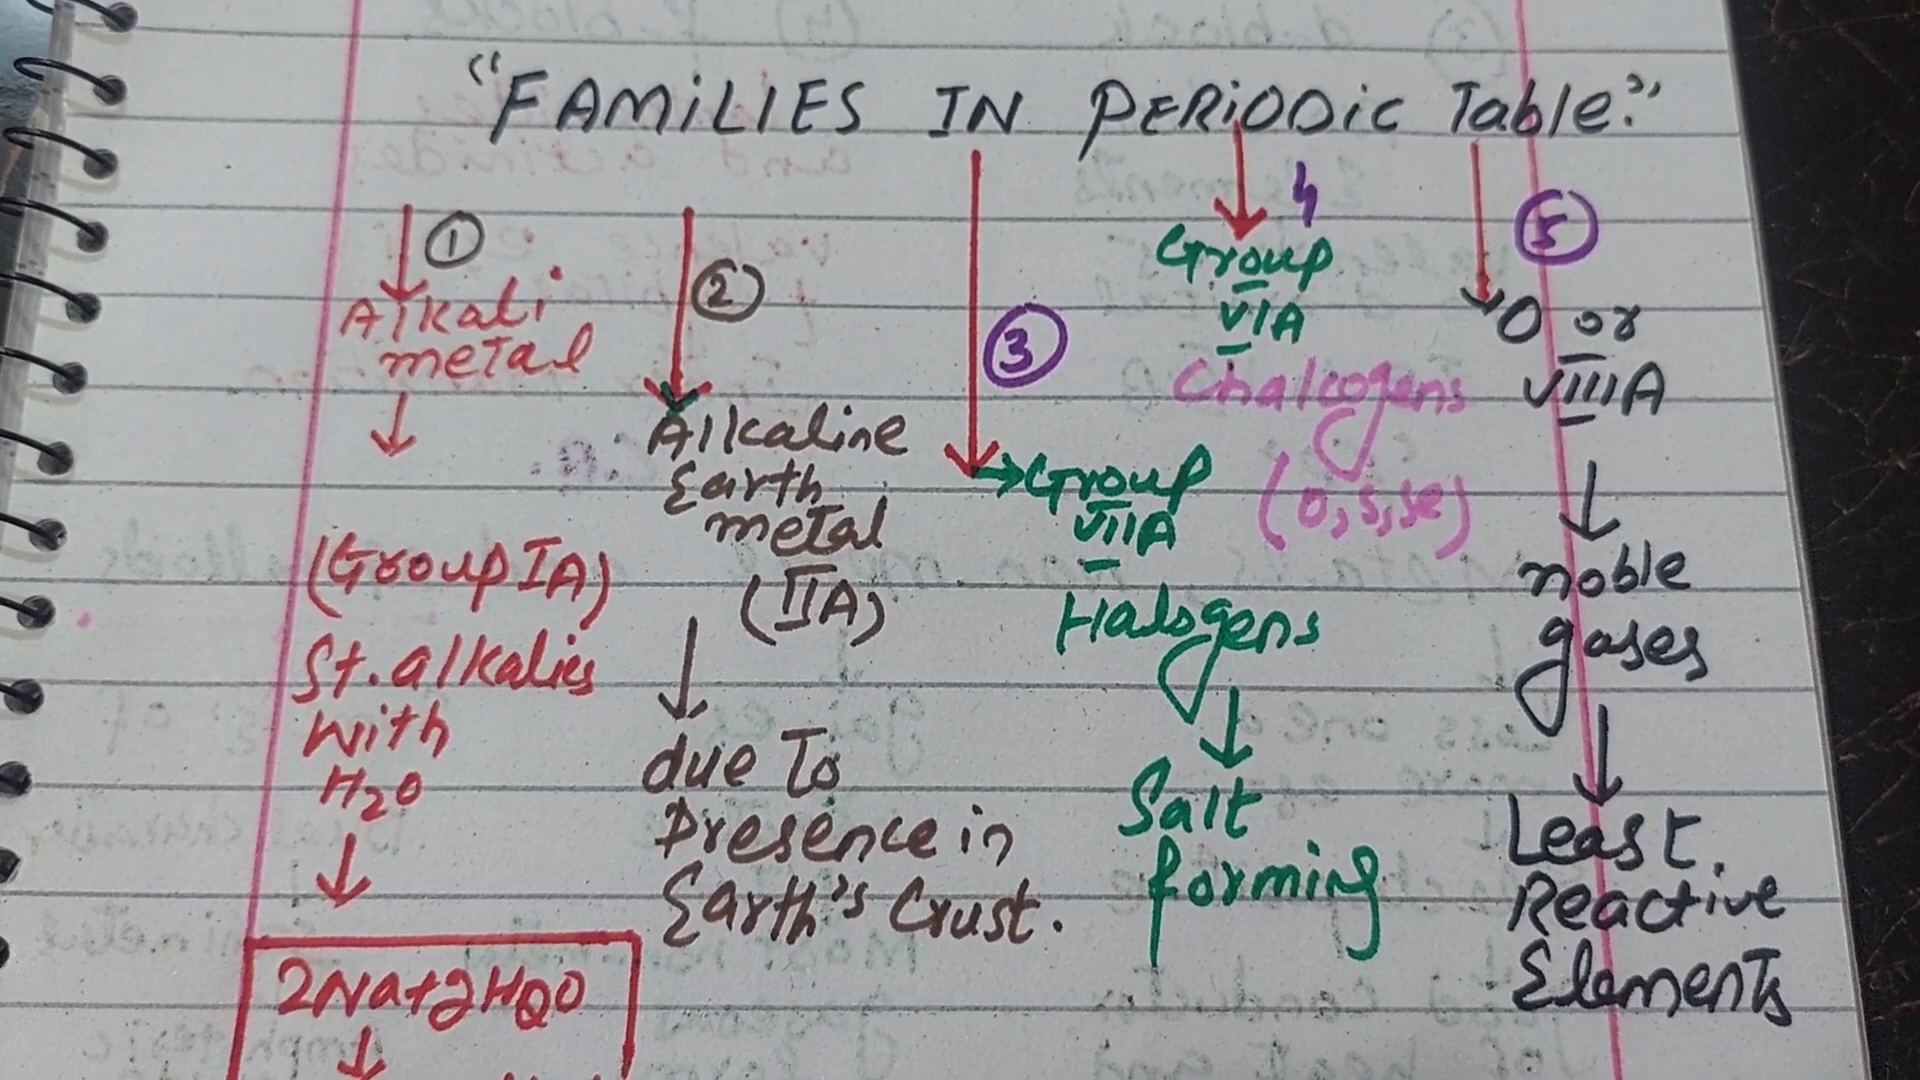 "FAMILIES IN PERIODIC Table."
①
Alkali
metal
(Group IA)
St. alkalies
with
H2O
2Na+2H2O
②
Alkaline
Earth
metal
(IIA)
due To
Presence in
Earth's Crust.
③
Group
VIIA
Halogens
Salt
forming
4
Group
VIA
Chalcogens
(O,S,Se)
⑤
O or
VIIIA
noble
gases
Least.
Reactive
Elements